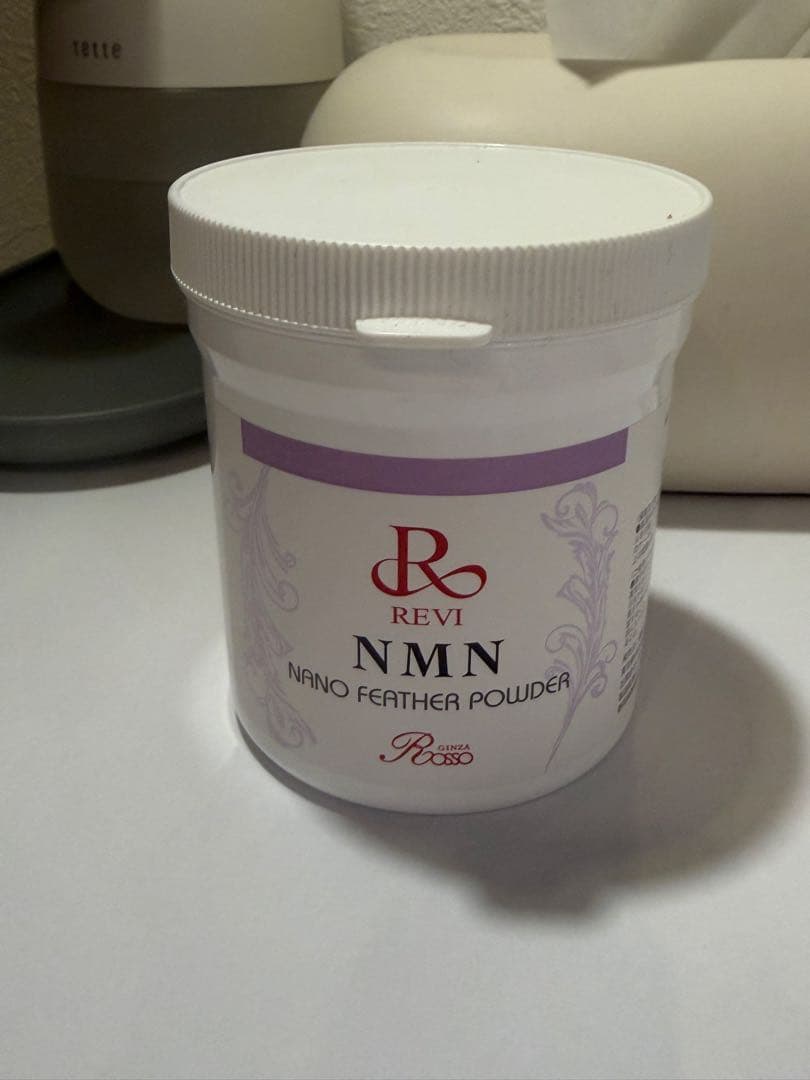 tette
R
REVI
NMN
NANO FEATHER POWDER
GINZA
Rosso